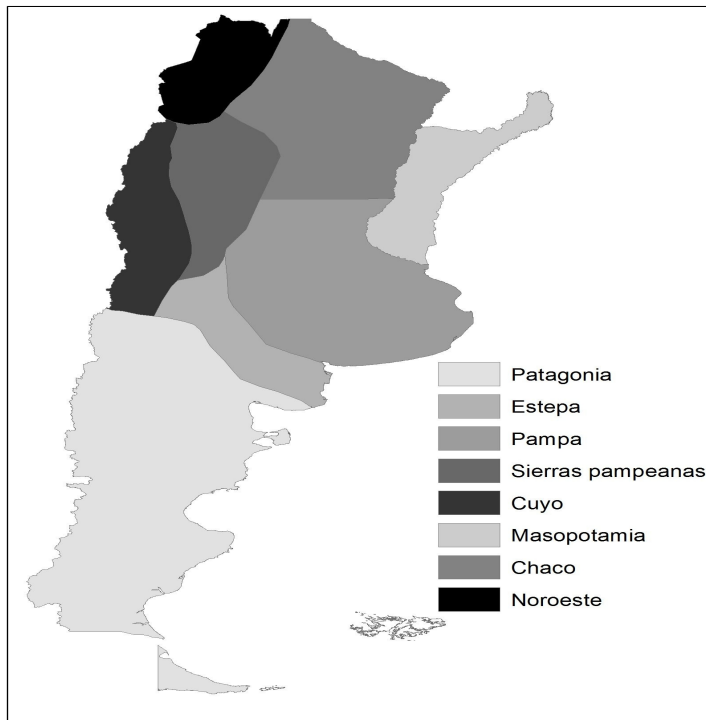 Patagonia
Estepa
Pampa
Sierras pampeanas
Cuyo
Masopotamia
Chaco
Noroeste